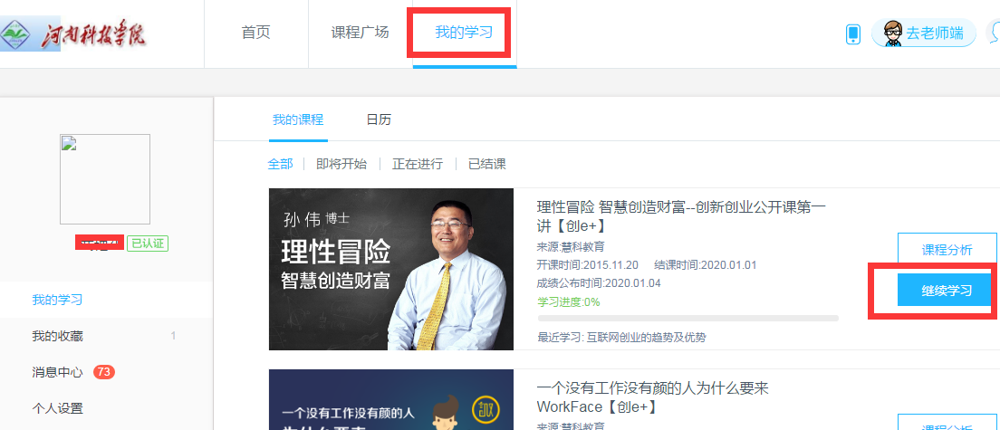 河南科技学院
首页
课程广场
我的学习
去老师端
我的课程
日历
全部
即将开始
正在进行
已结课
已认证
我的学习
我的收藏 1
消息中心 73
个人设置
孙伟 博士
理性冒险
智慧创造财富
理性冒险 智慧创造财富--创新创业公开课第一
讲【创e+】
来源:慧科教育
开课时间:2015.11.20 结课时间:2020.01.01
成绩公布时间:2020.01.04
学习进度:0%
最近学习: 互联网创业的趋势及优势
课程分析
继续学习
一个没有工作没有颜的人
为什么要来
一个没有工作没有颜的人为什么要来
WorkFace【创e+】
来源:慧科教育
课程分析